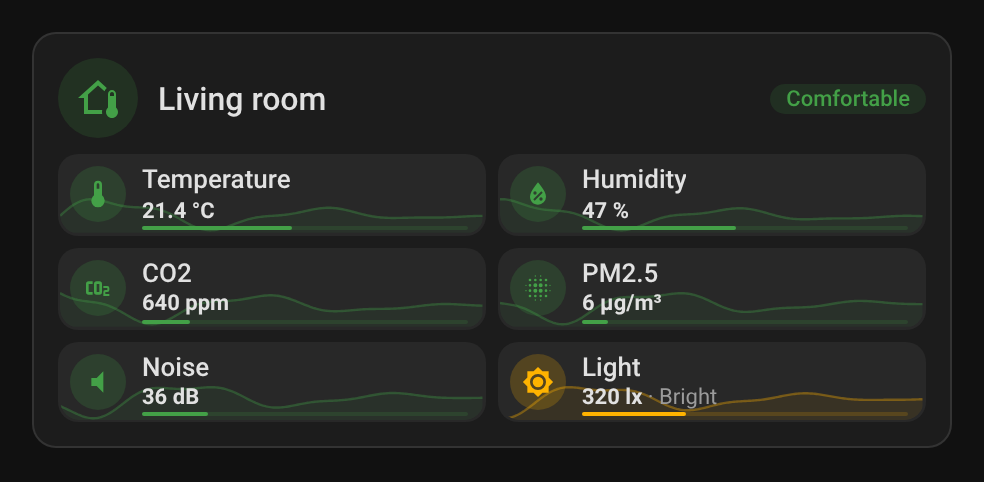 Living room
Comfortable
Temperature
21.4 °C
Humidity
47 %
CO2
CO₂
640 ppm
PM2.5
6 µg/m³
Noise
36 dB
Light
320 lx · Bright